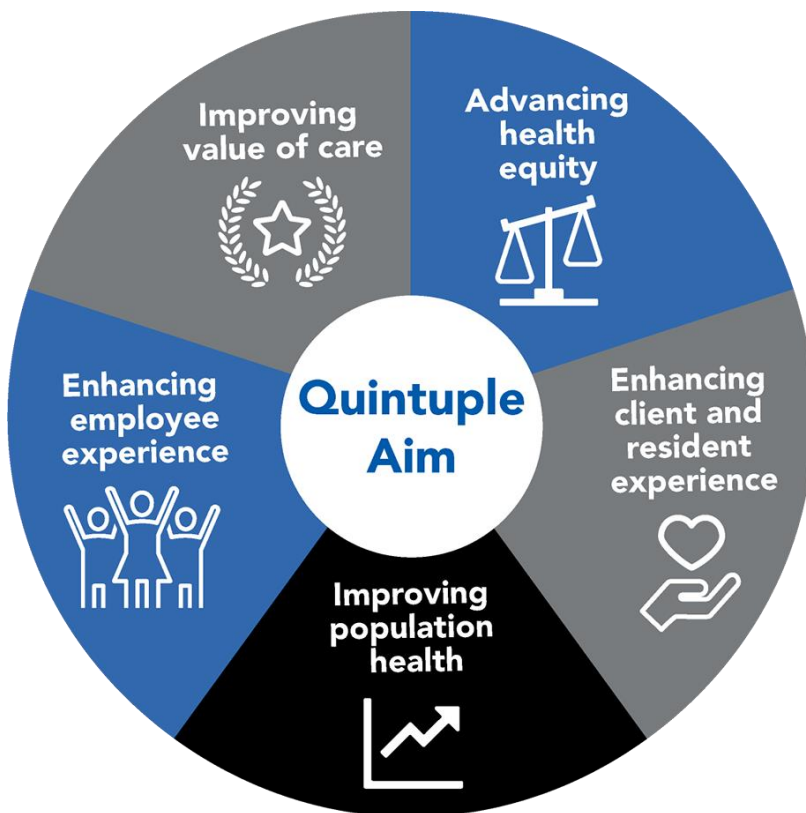 Improving
value of care
Advancing
health
equity
Enhancing
employee
experience
Quintuple
Aim
Enhancing
client and
resident
experience
Improving
population
health